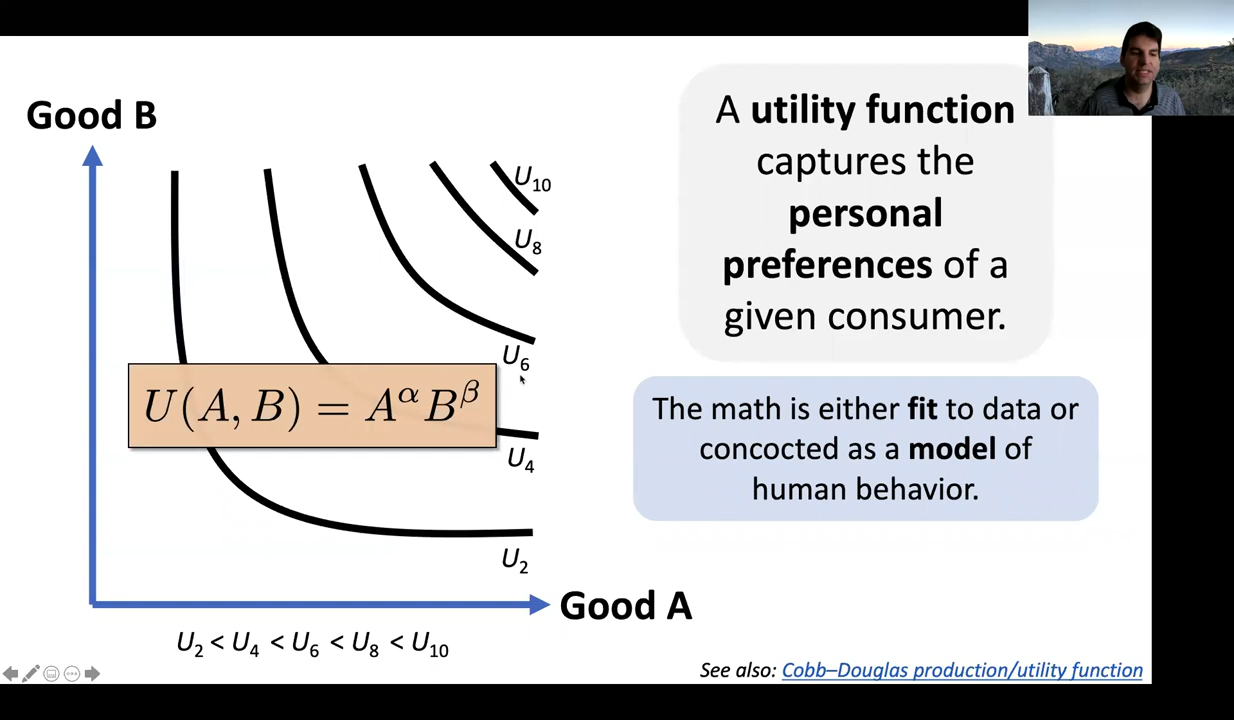 Good B
U₁₀
U₈
U₆
U(A, B) = A^α B^β
U₄
U₂
Good A
U₂ < U₄ < U₆ < U₈ < U₁₀
A utility function
captures the
personal
preferences of a
given consumer.
The math is either fit to data or
concocted as a model of
human behavior.
See also: Cobb–Douglas production/utility function